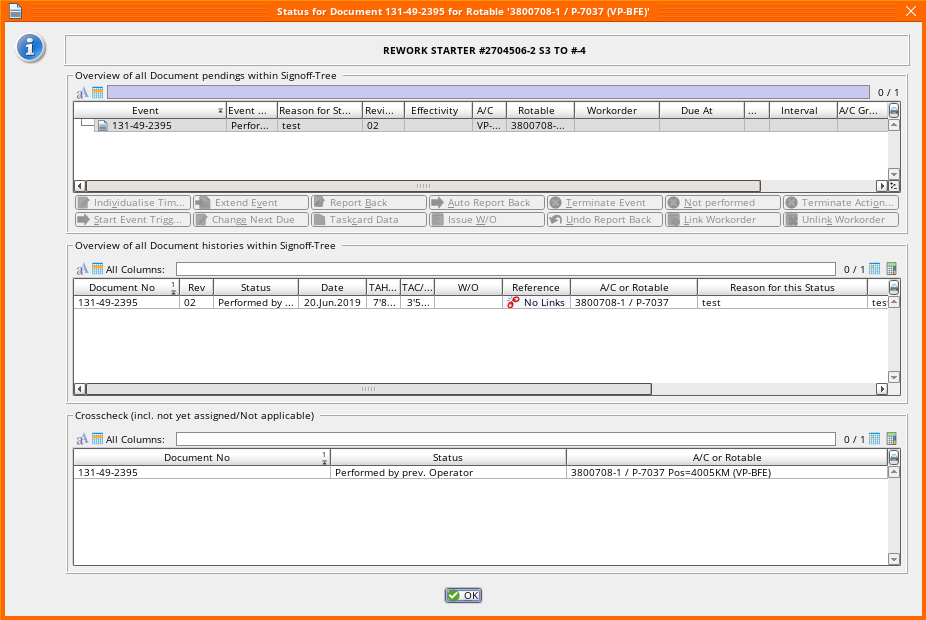 Status for Document 131-49-2395 for Rotable '3800708-1 / P-7037 (VP-BFE)'
REWORK STARTER #2704506-2 S3 TO #-4
Overview of all Document pendings within Signoff-Tree
0 / 1
Event Event ... Reason for St... Revi... Effectivity A/C Rotable Workorder Due At ... Interval A/C Gr...
131-49-2395 Perfor... test 02 VP-... 3800708-...
Individualise Tim... Extend Event Report Back Auto Report Back Terminate Event Not performed Terminate Action...
Start Event Trigg... Change Next Due Taskcard Data Issue W/O Undo Report Back Link Workorder Unlink Workorder
Overview of all Document histories within Signoff-Tree
All Columns: 0 / 1
Document No 1 Rev Status Date TAH... TAC/... W/O Reference A/C or Rotable Reason for this Status
131-49-2395 02 Performed by ... 20.Jun.2019 7'8... 3'5... No Links 3800708-1 / P-7037 test tes
Crosscheck (incl. not yet assigned/Not applicable)
All Columns: 0 / 1
Document No 1 Status A/C or Rotable
131-49-2395 Performed by prev. Operator 3800708-1 / P-7037 Pos=4005KM (VP-BFE)
OK